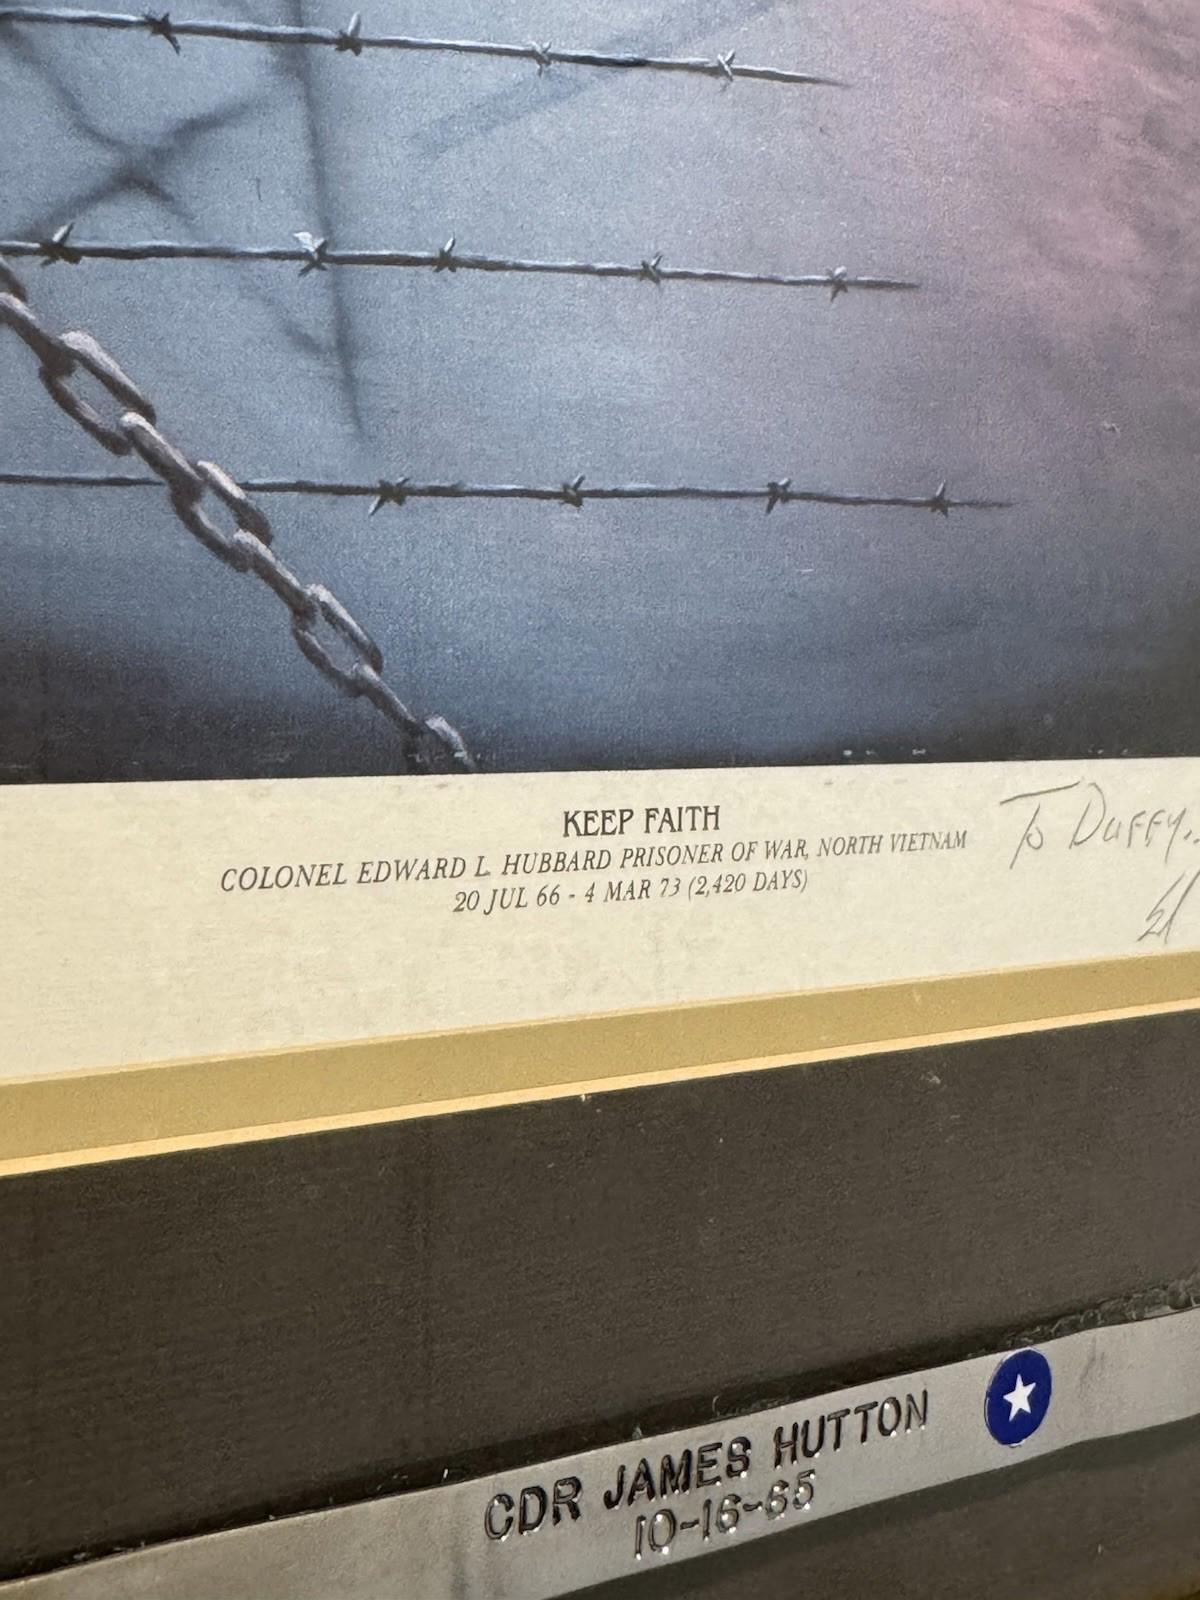 KEEP FAITH
COLONEL EDWARD L. HUBBARD PRISONER OF WAR, NORTH VIETNAM
20 JUL 66 - 4 MAR 73 (2,420 DAYS)
To DUFFY..
CDR JAMES HUTTON
10-16-65